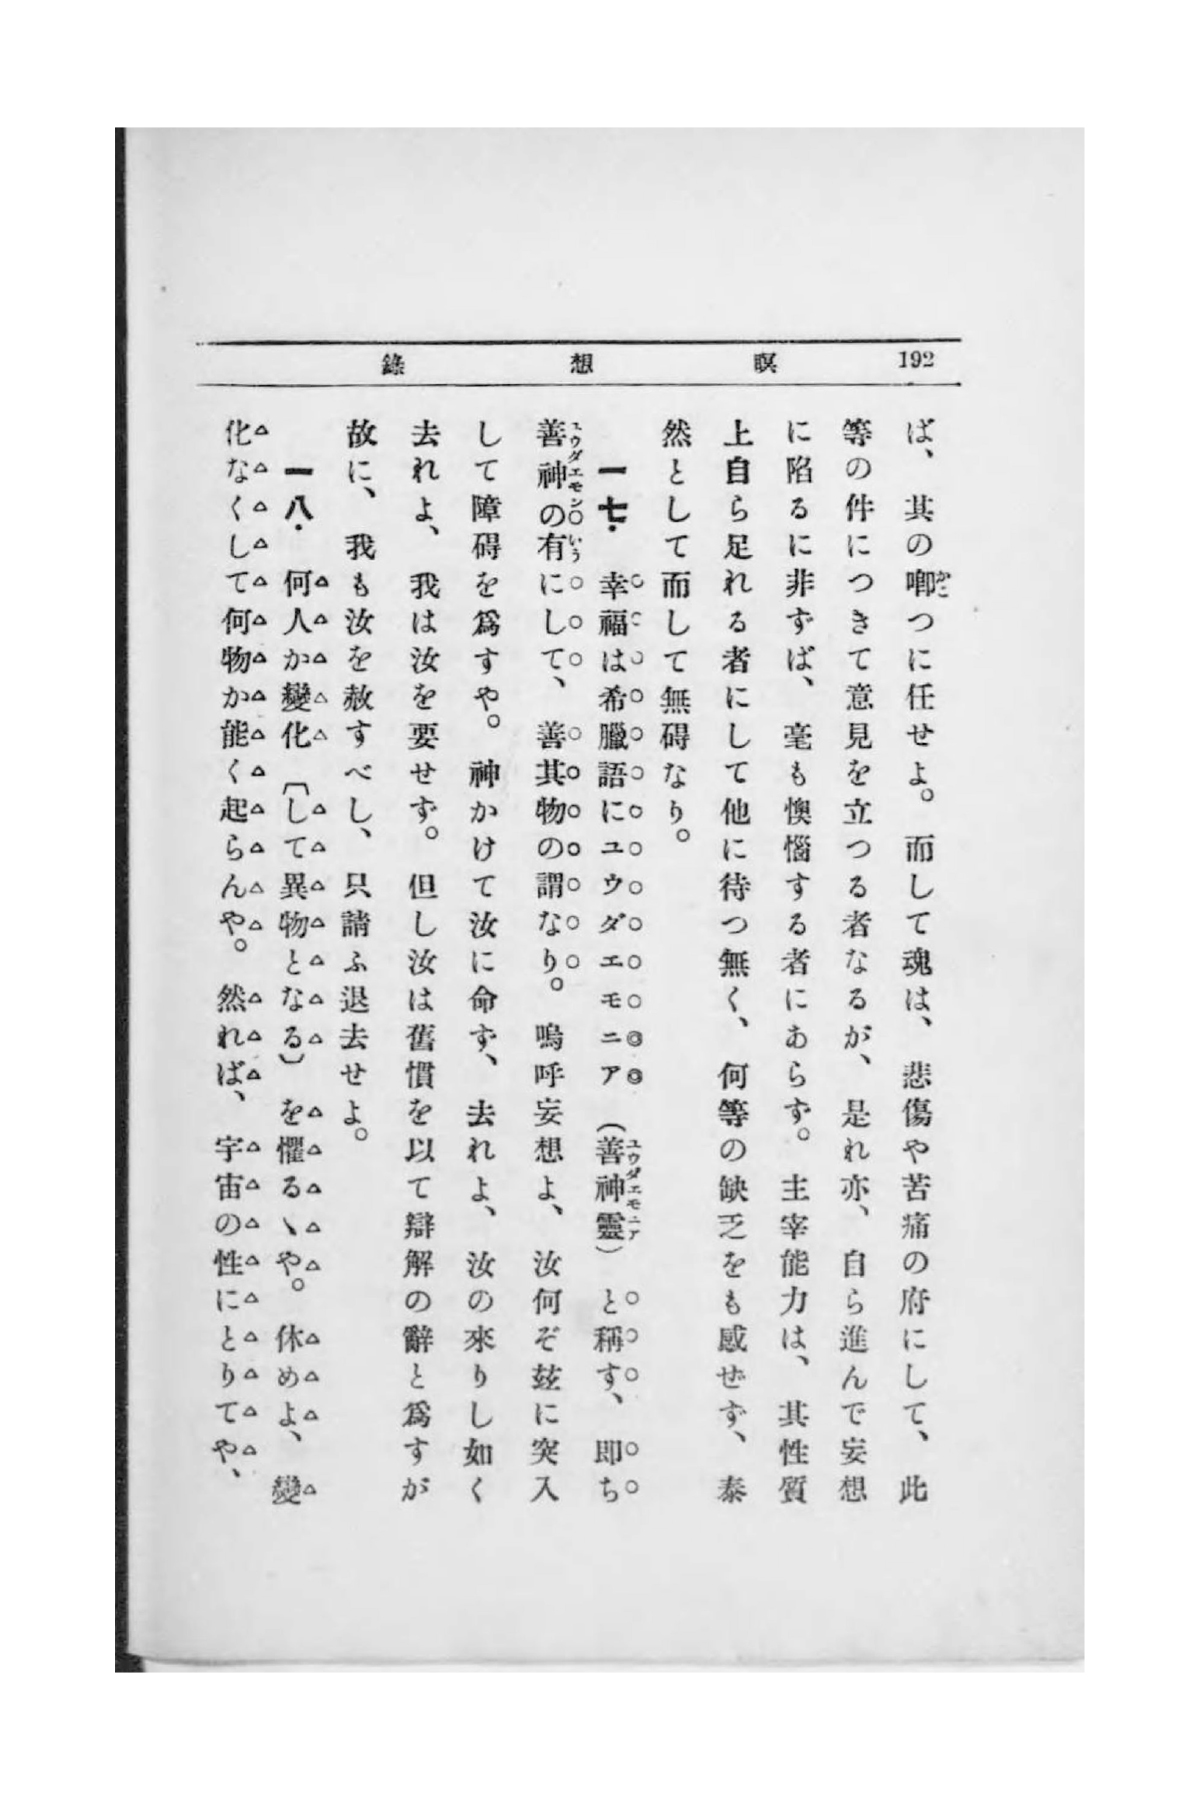 192 瞑想錄
ば、其の喞つに任せよ。而して魂は、悲傷や苦痛の府にして、此
等の件につきて意見を立つる者なるが、是れ亦、自ら進んで妄想
に陷るに非ずば、毫も懊惱する者にあらず。主宰能力は、其性質
上自ら足れる者にして他に待つ無く、何等の缺乏をも感ぜず、泰
然として而して無碍なり。
一七・幸福は希臘語にユウダエモニア（善神靈）と稱す、即ち
善神の有にして、善其物の謂なり。嗚呼妄想よ、汝何ぞ玆に突入
して障碍を爲すや。神かけて汝に命ず、去れよ、汝の來りし如く
去れよ、我は汝を要せず。但し汝は舊慣を以て辯解の辭と爲すが
故に、我も汝を赦すべし、只請ふ退去せよ。
一八・何人か變化〔して異物となる〕を懼るヽや。休めよ、變
化なくして何物か能く起らんや。然れば、宇宙の性にとりてや、